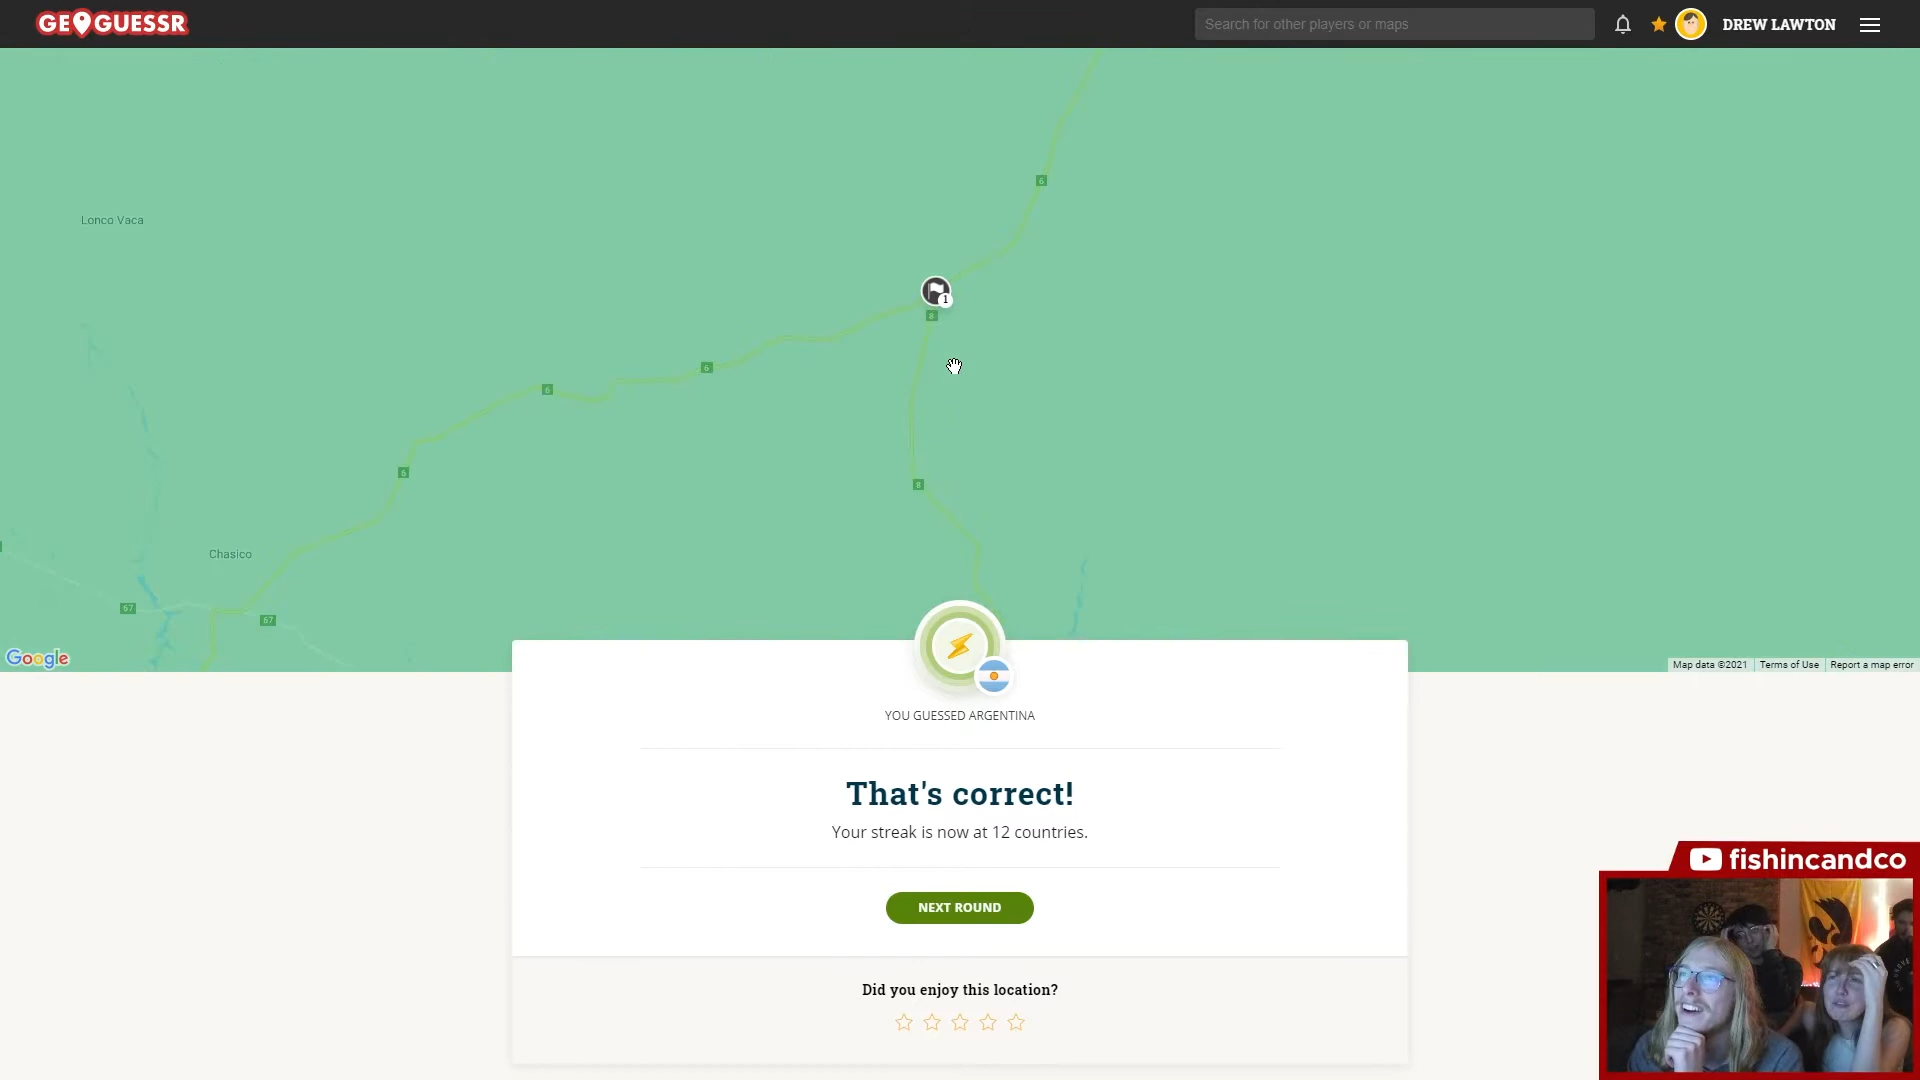 GEOGUESSR
Search for other players or maps
DREW LAWTON
6
Lonco Vaca
1
8
6
6
6
8
Chasico
67
67
Google
Map data ©2021
Terms of Use
Report a map error
YOU GUESSED ARGENTINA
That's correct!
Your streak is now at 12 countries.
NEXT ROUND
Did you enjoy this location?
fishincandco